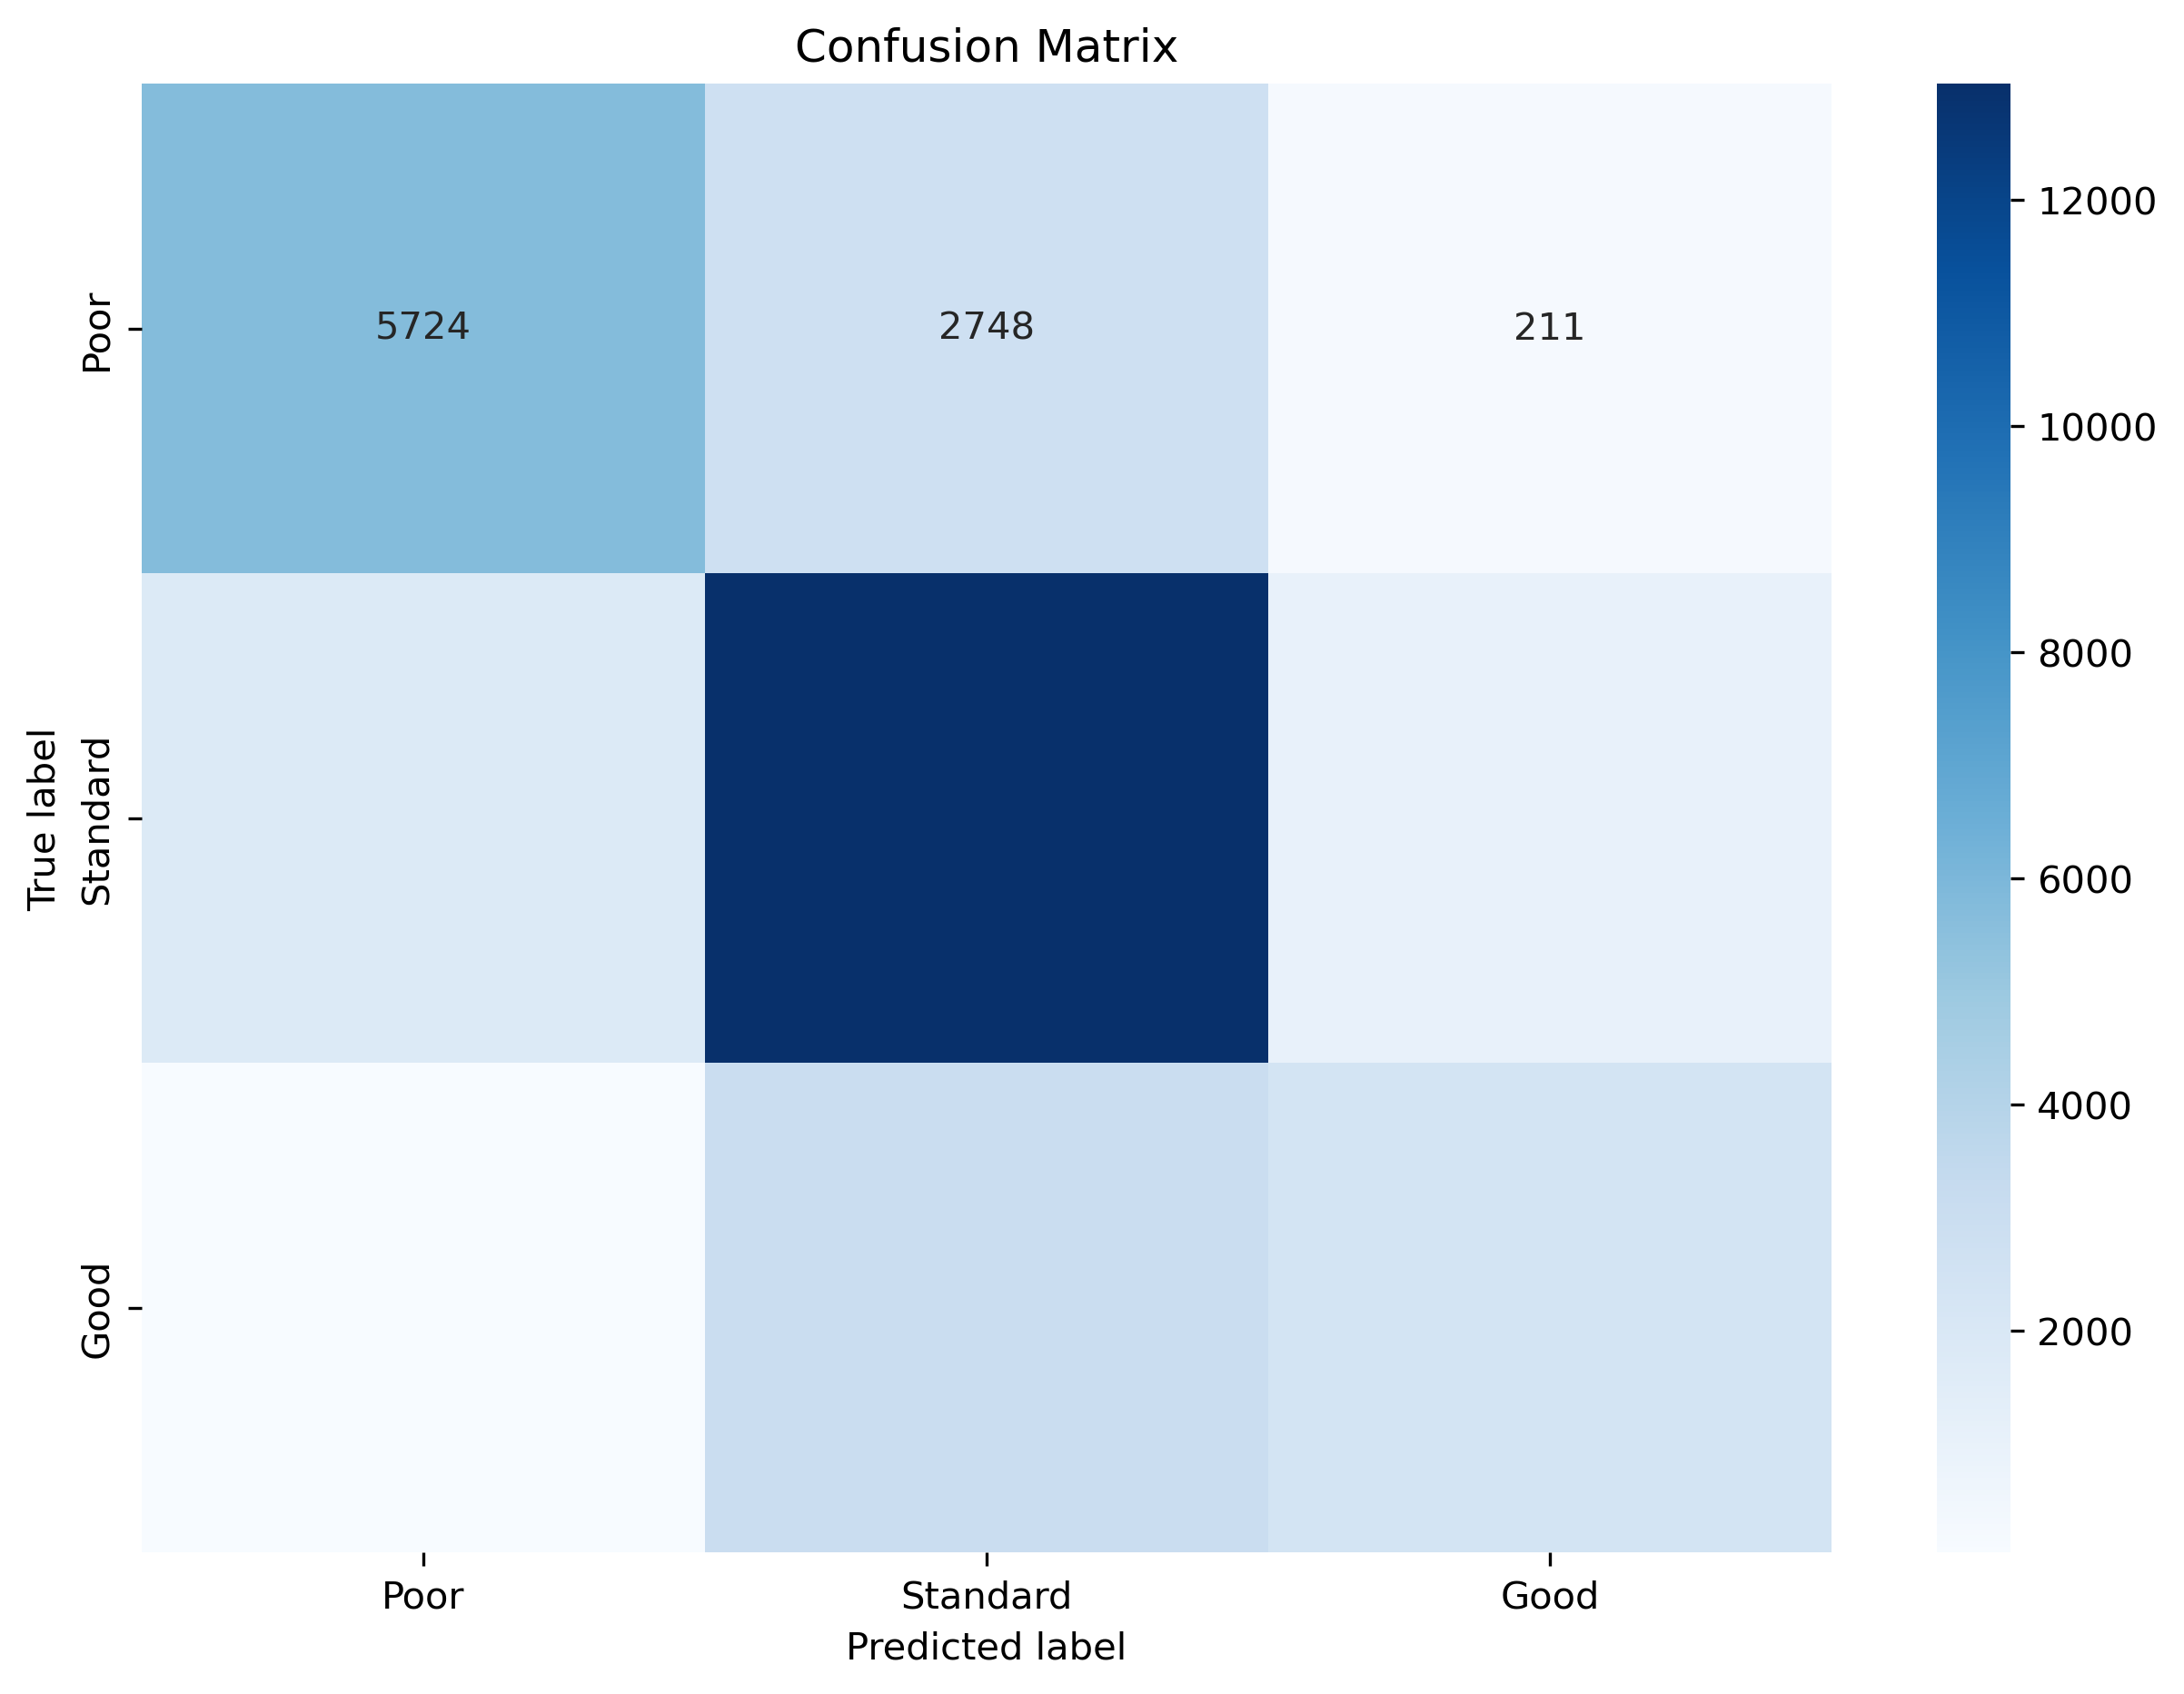 Confusion Matrix
Poor
5724 2748 211
Standard
Good
True label
Poor Standard Good
Predicted label
12000
10000
8000
6000
4000
2000